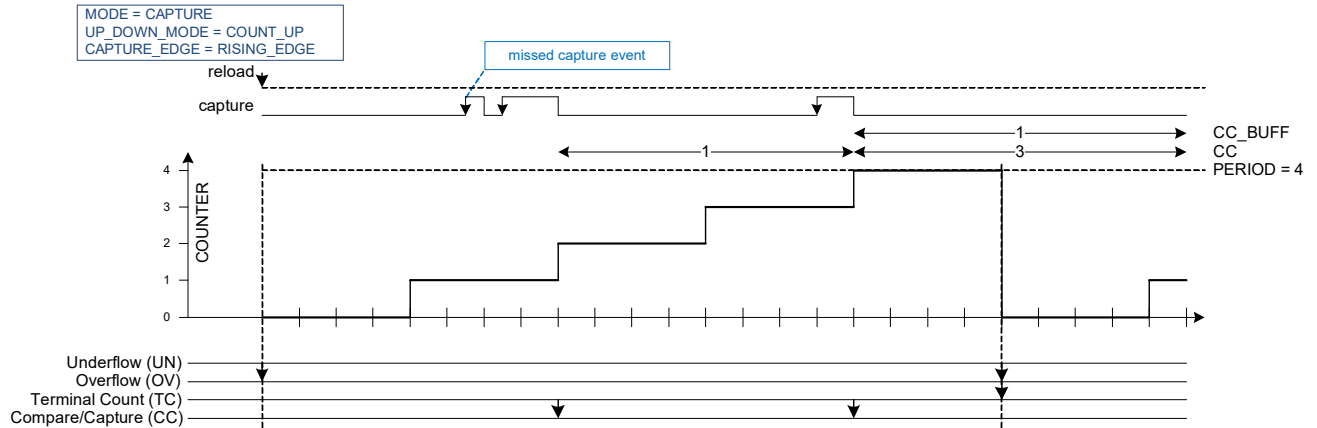 MODE = CAPTURE
UP_DOWN_MODE = COUNT_UP
CAPTURE_EDGE = RISING_EDGE
missed capture event
reload
capture
1
CC_BUFF
1
3
CC
PERIOD = 4
COUNTER
4
3
2
1
0
Underflow (UN)
Overflow (OV)
Terminal Count (TC)
Compare/Capture (CC)